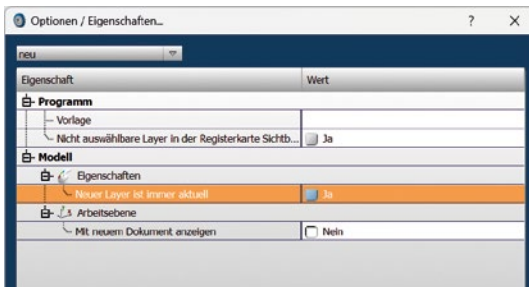 Optionen / Eigenschaften...
neu
Eigenschaft Wert
Programm
Vorlage
Nicht auswählbare Layer in der Registerkarte Sichtb... Ja
Modell
Eigenschaften
Neuer Layer ist immer aktuell Ja
Arbeitsebene
Mit neuem Dokument anzeigen Nein